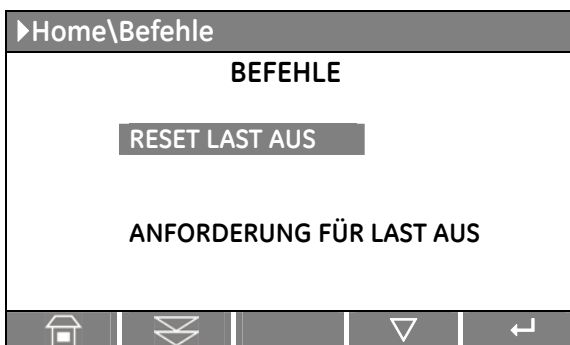 Home\Befehle
BEFEHLE
RESET LAST AUS
ANFORDERUNG FÜR LAST AUS